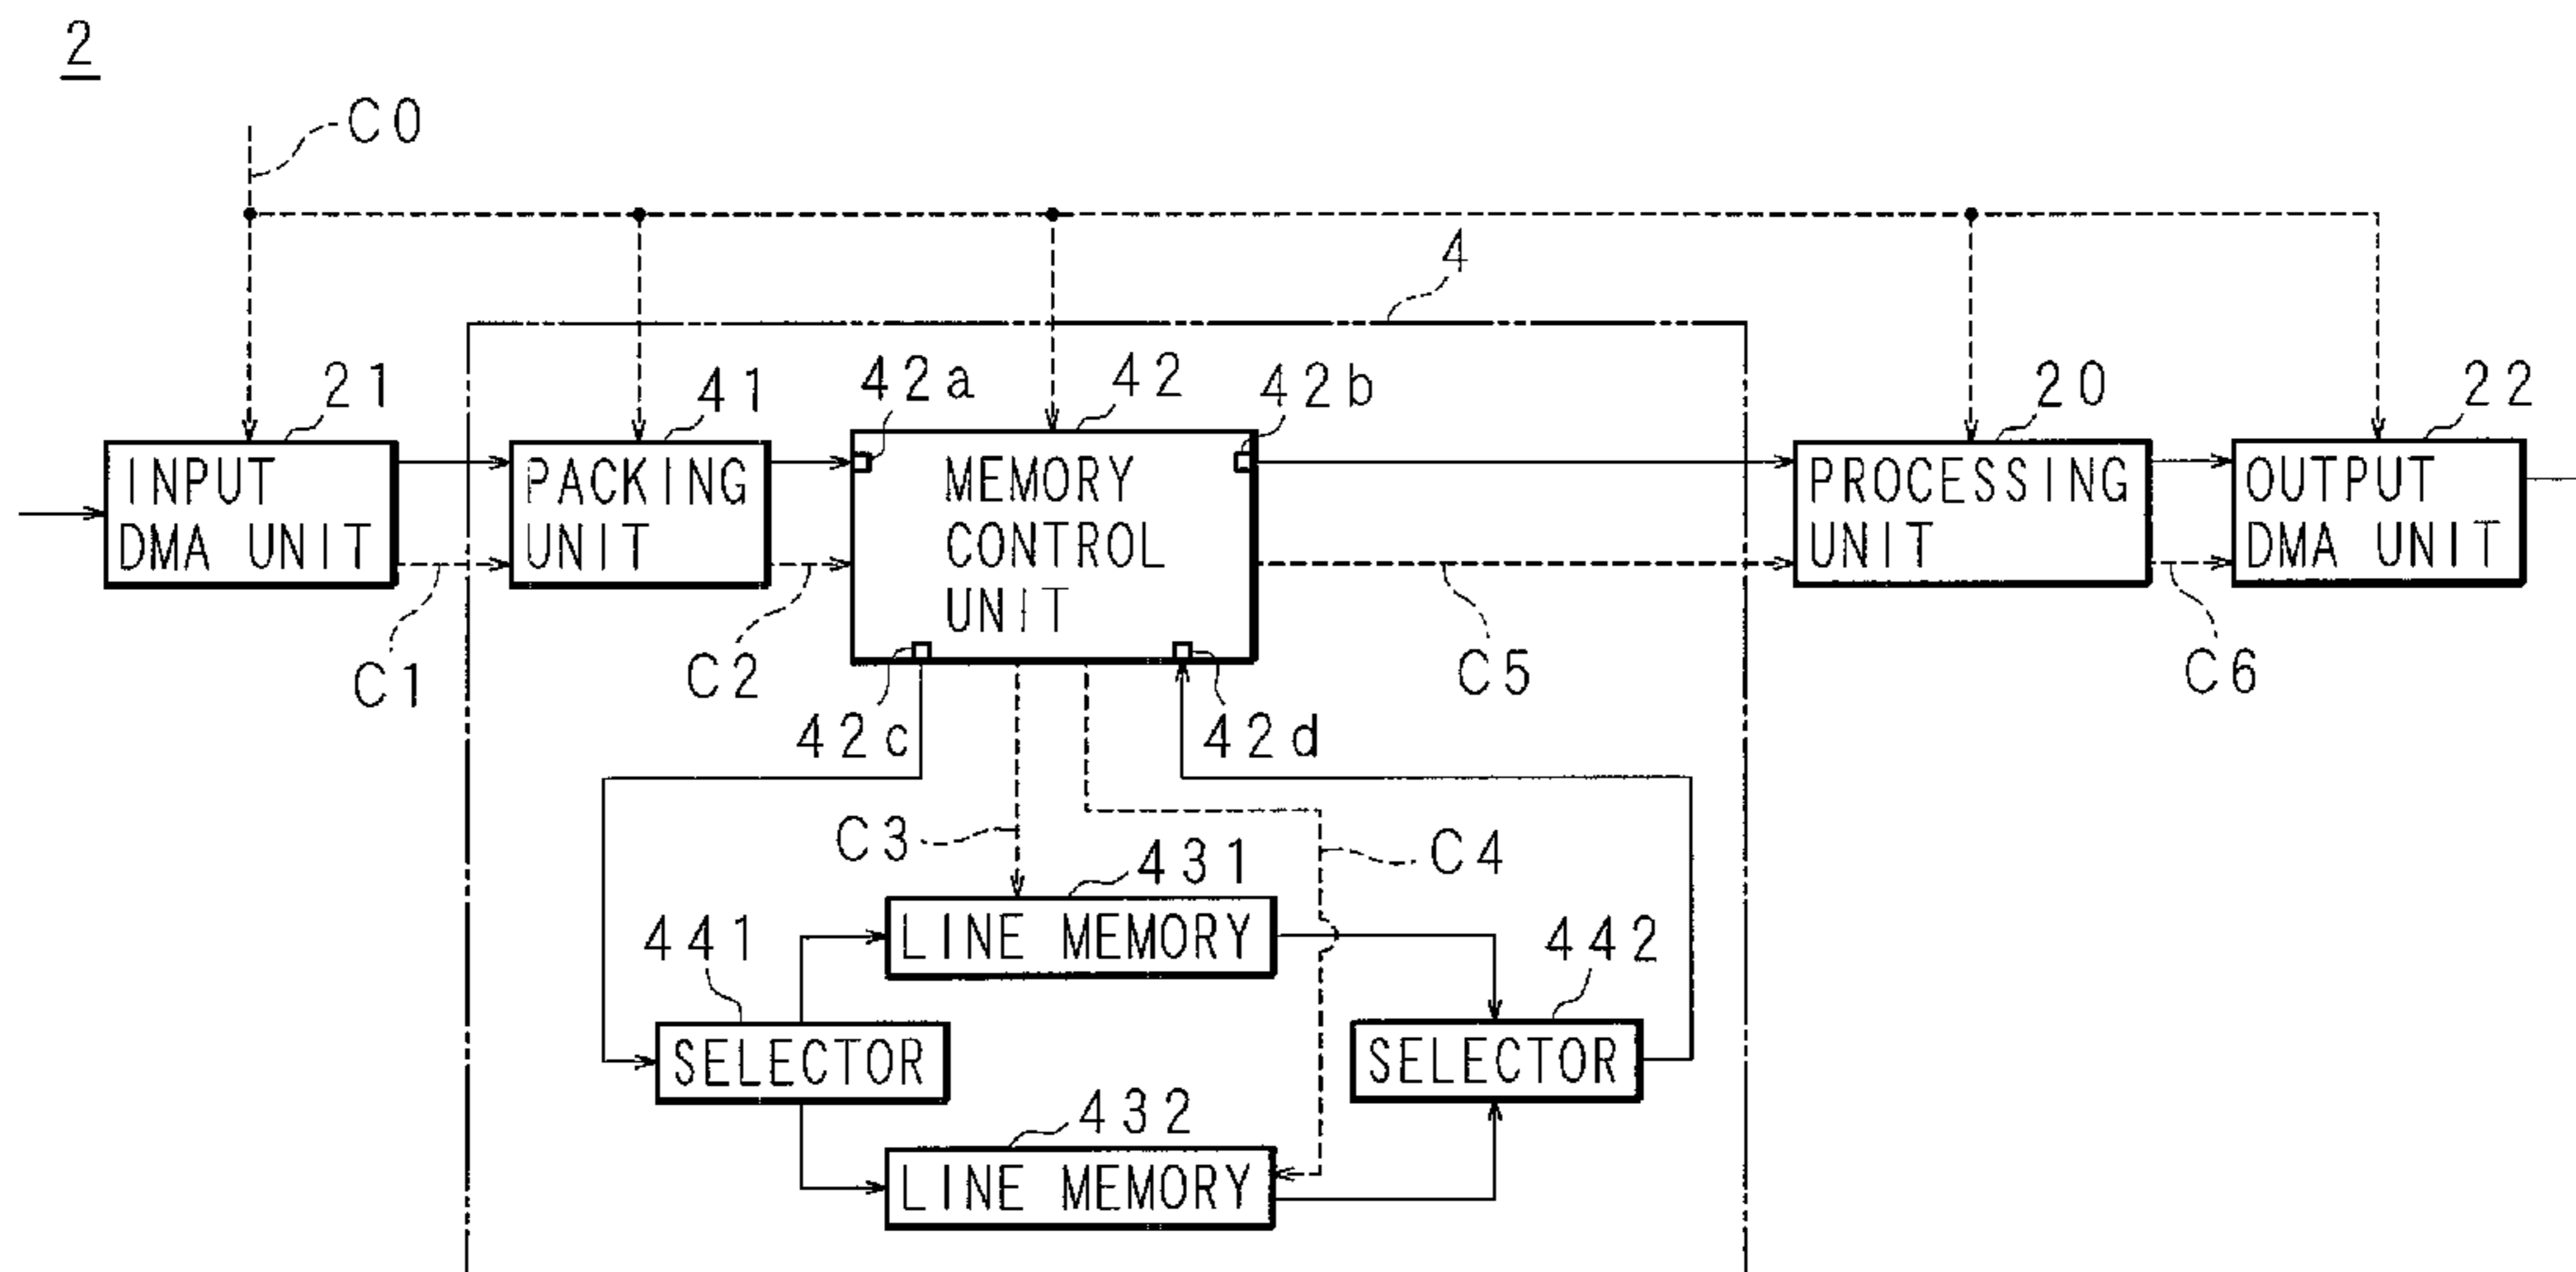 2
C0
4
21
41
42a
42
42b
20
22
INPUT
DMA UNIT
PACKING
UNIT
MEMORY
CONTROL
UNIT
PROCESSING
UNIT
OUTPUT
DMA UNIT
C1
C2
42c
42d
C5
C6
C3
C4
431
LINE MEMORY
441
442
SELECTOR
SELECTOR
432
LINE MEMORY